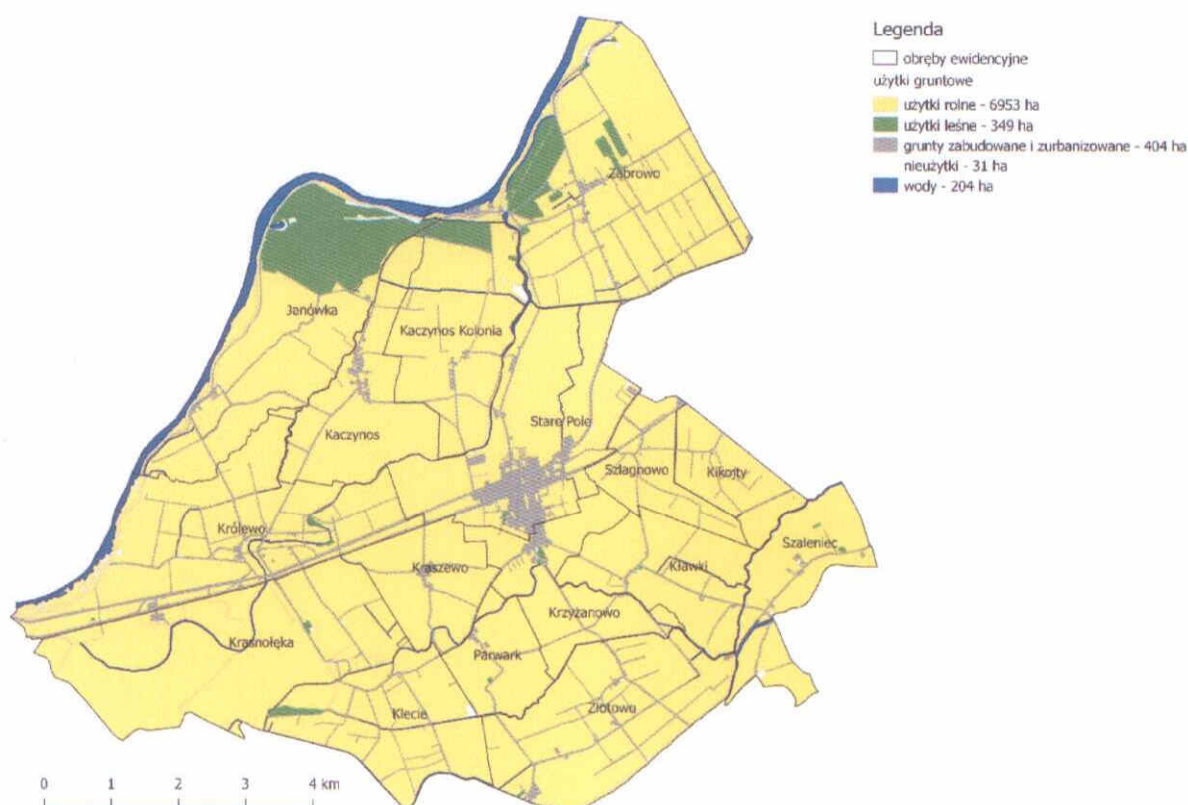 Legenda
obręby ewidencyjne
użytki gruntowe
użytki rolne - 6953 ha
użytki leśne - 349 ha
grunty zabudowane i zurbanizowane - 404 ha
nieużytki - 31 ha
wody - 204 ha
Ząbrowo
Janówka
Kaczynos Kolonia
Kaczynos
Stare Pole
Szlagnowo
Kikojty
Królewo
Szaleniec
Kraszewo
Kławki
Krzyżanowo
Krasnołęka
Parwark
Klecie
Złotowo
0 1 2 3 4 km